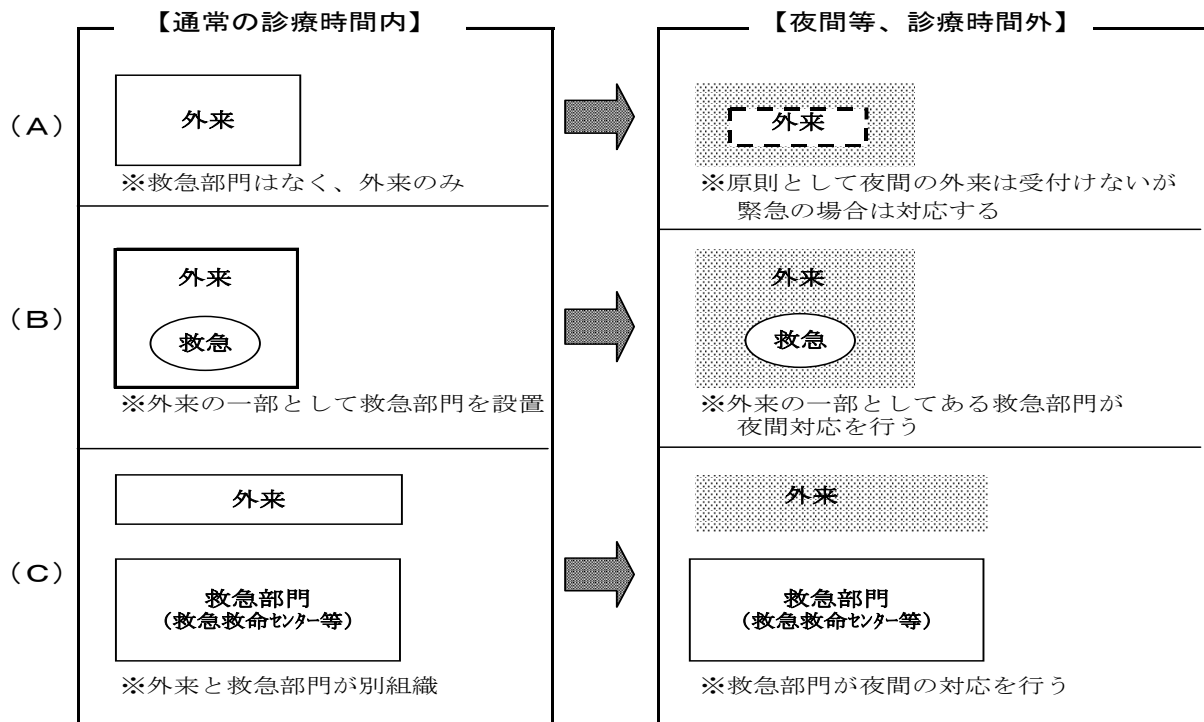 【通常の診療時間内】
【夜間等、診療時間外】
(A)
外来
※救急部門はなく、外来のみ
外来
※原則として夜間の外来は受付けないが
緊急の場合は対応する
(B)
外来
救急
※外来の一部として救急部門を設置
外来
救急
※外来の一部としてある救急部門が
夜間対応を行う
(C)
外来
救急部門
(救急救命ｾﾝﾀｰ等)
※外来と救急部門が別組織
外来
救急部門
(救急救命ｾﾝﾀｰ等)
※救急部門が夜間の対応を行う